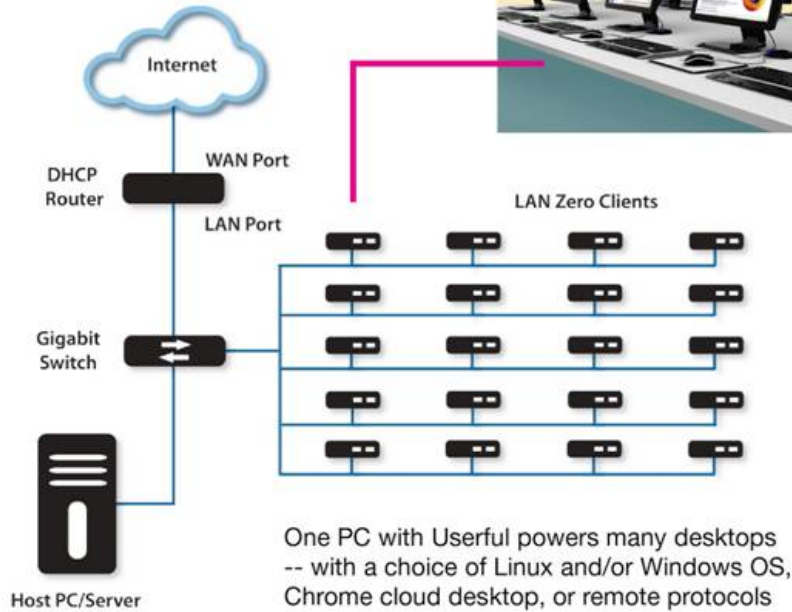 Internet
WAN Port
DHCP
Router
LAN Port
LAN Zero Clients
Gigabit
Switch
Host PC/Server
One PC with Userful powers many desktops
-- with a choice of Linux and/or Windows OS,
Chrome cloud desktop, or remote protocols